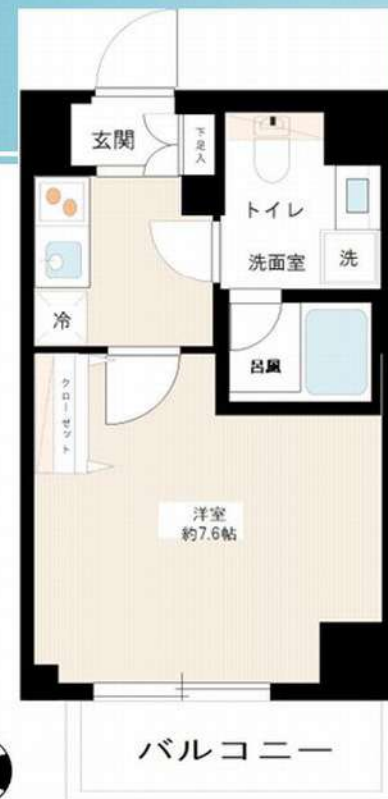 玄関
下足入
トイレ
洗面室
洗
冷
呂風
クローゼット
洋室
約7.6帖
バルコニー